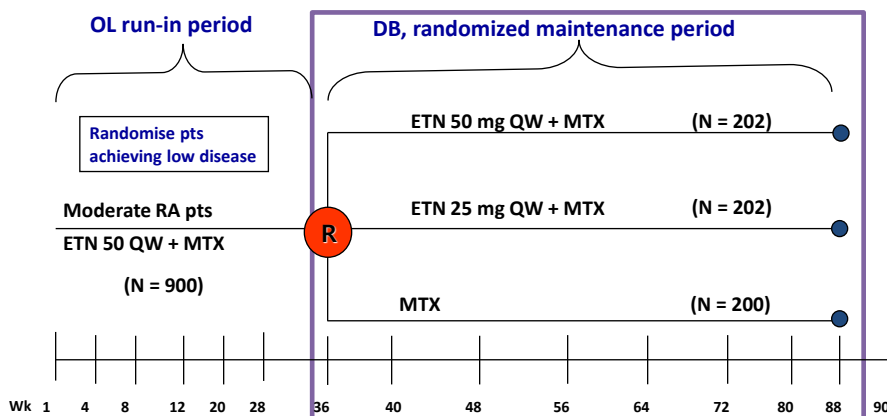 OL run-in period
DB, randomized maintenance period
Randomise pts
achieving low disease
Moderate RA pts
ETN 50 QW + MTX
(N = 900)
R
ETN 50 mg QW + MTX (N = 202)
ETN 25 mg QW + MTX (N = 202)
MTX (N = 200)
Wk 1 4 8 12 20 28 36 40 48 56 64 72 80 88 90